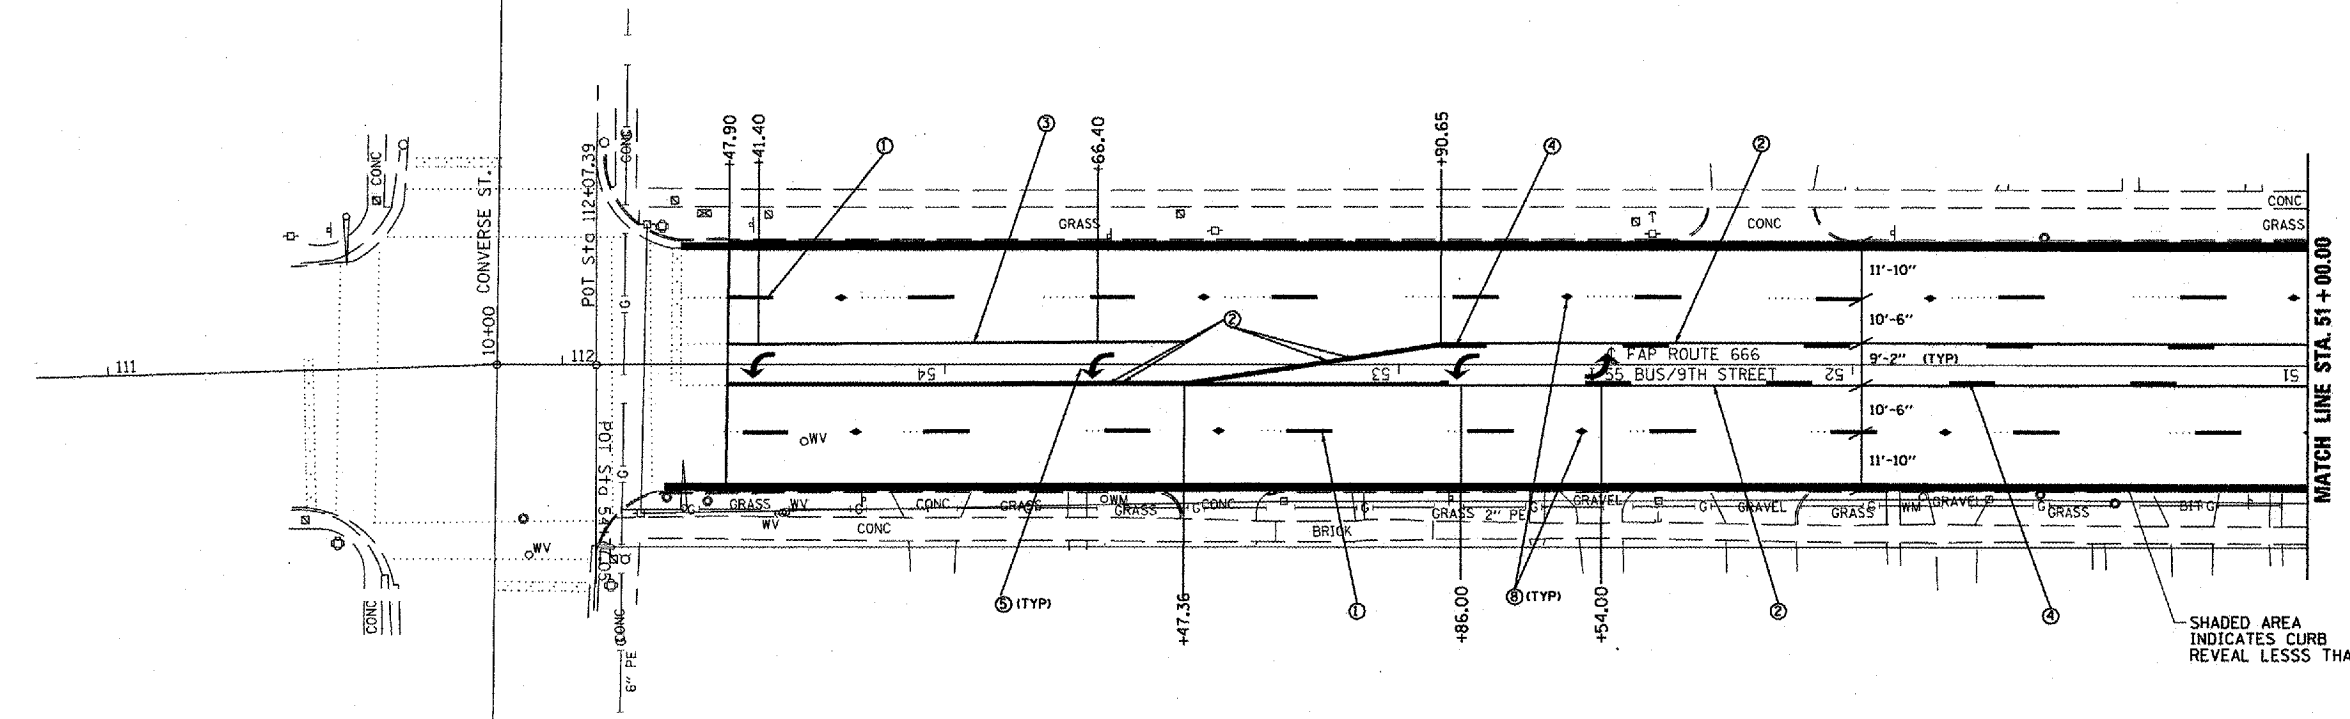 +47.90
+41.40
+66.40
+90.65
①
③
④
②
CONC
CONC
10+00 CONVERSE ST.
POT Sta 112+07.39
GRASS
CONC
CONC
GRASS
11'-10"
10'-6"
9'-2" (TYP)
10'-6"
11'-10"
②
G
111
112
54
53
52
51
℄ FAP ROUTE 666
55 BUS/9TH STREET
MATCH LINE STA. 51+00.00
WV
G
G
GRASS
WV
WV
G
CONC
CONC
GRASS
WM
GRASS
G
CONC
BRICK
G
GRASS
2" PE
G
GRAVEL
G
GRAVEL
GRASS
G
WM
GRAVEL
G
GRASS
BIT
G
WV
CONC
CONC
6" PE
⑤ (TYP)
+47.36
①
+86.00
⑧ (TYP)
+54.00
②
④
SHADED AREA
INDICATES CURB
REVEAL LESSS THA